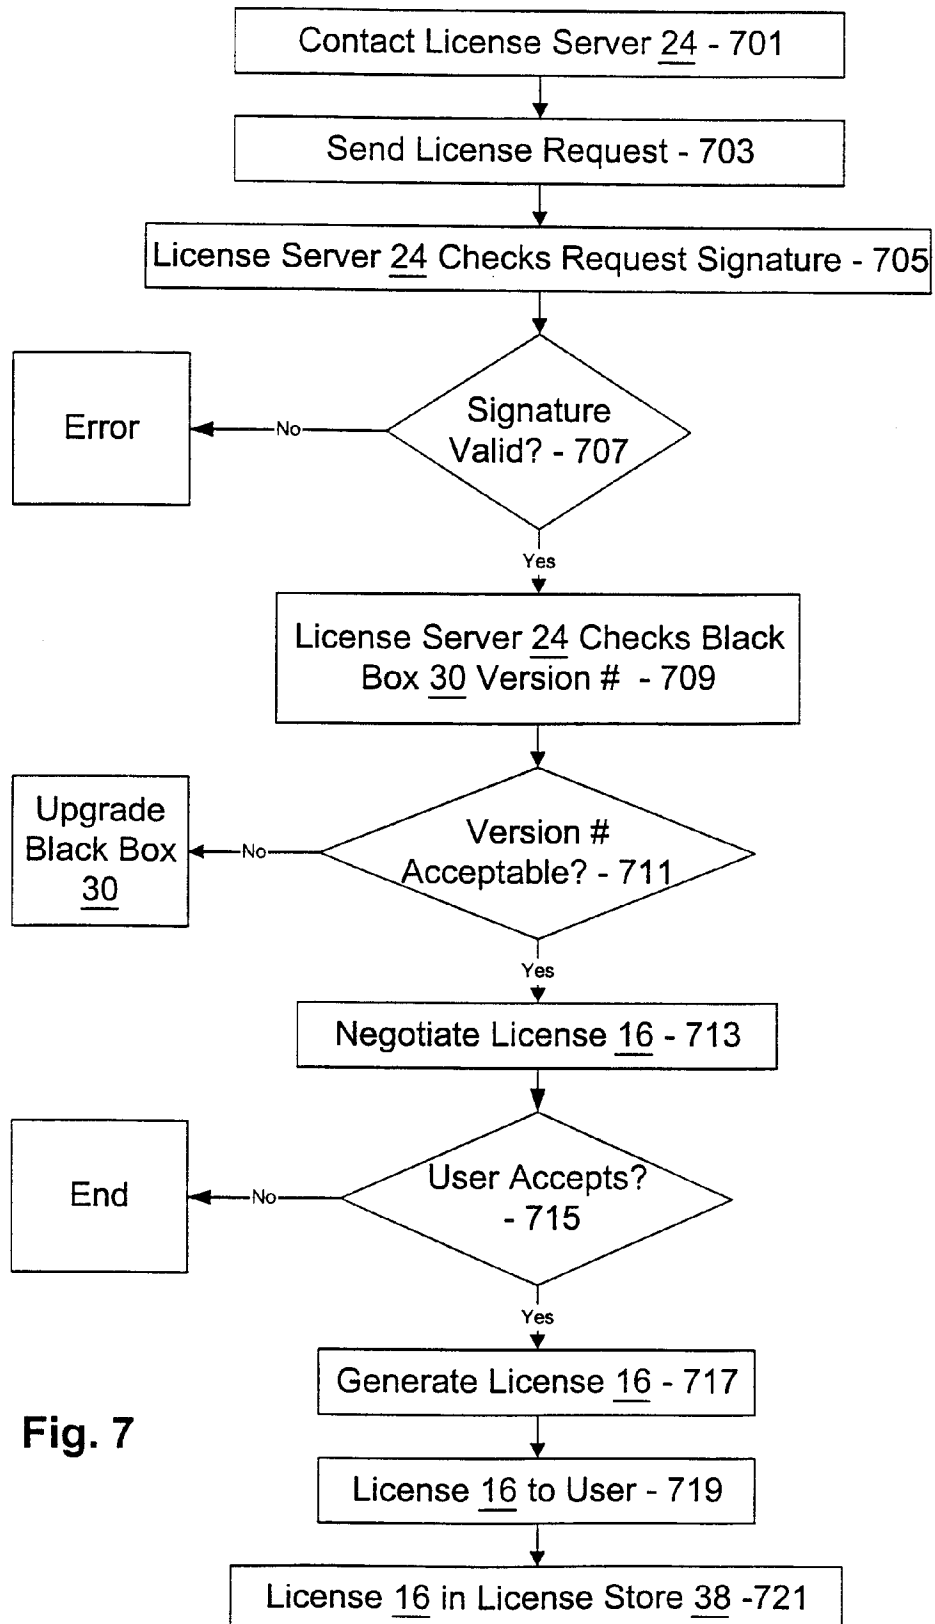 Contact License Server 24 - 701
Send License Request - 703
License Server 24 Checks Request Signature - 705
Signature
Valid? - 707
No
Error
Yes
License Server 24 Checks Black
Box 30 Version # - 709
Version #
Acceptable? - 711
No
Upgrade
Black Box
30
Yes
Negotiate License 16 - 713
User Accepts?
- 715
No
End
Yes
Generate License 16 - 717
License 16 to User - 719
License 16 in License Store 38 -721
Fig. 7